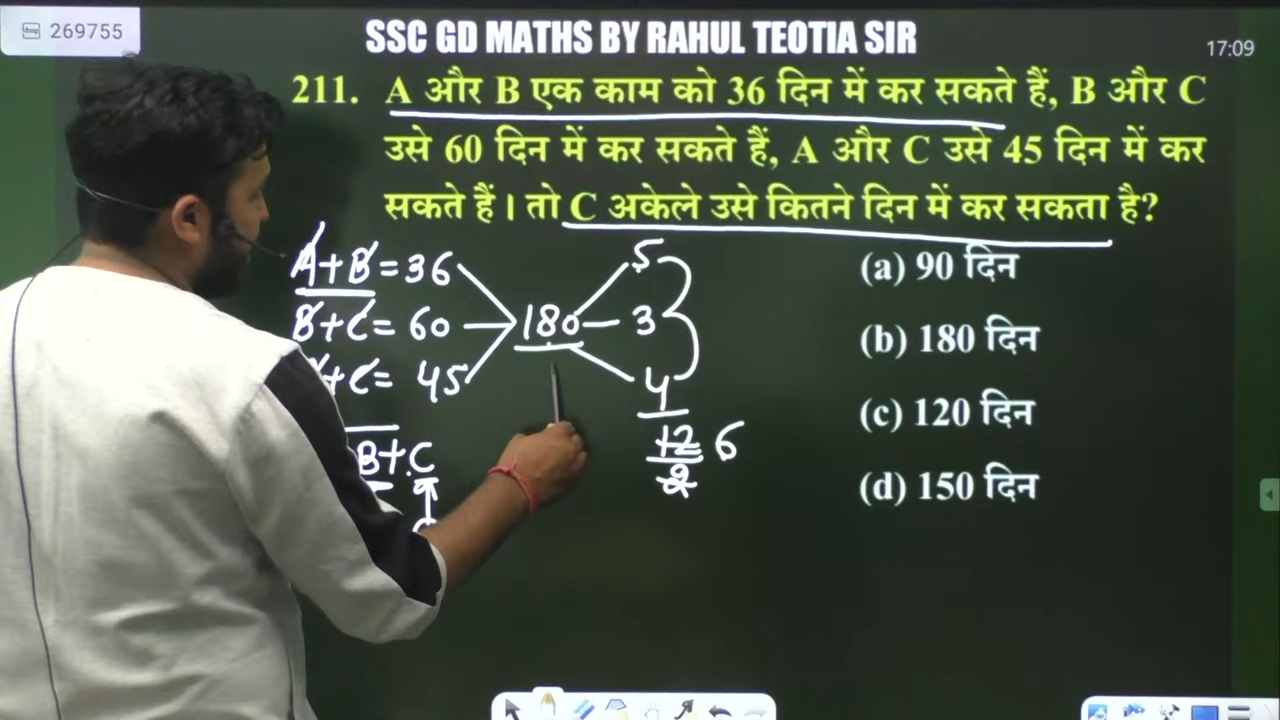 269755
SSC GD MATHS BY RAHUL TEOTIA SIR
17:09
211. A और B एक काम को 36 दिन में कर सकते हैं, B और C
उसे 60 दिन में कर सकते हैं, A और C उसे 45 दिन में कर
सकते हैं। तो C अकेले उसे कितने दिन में कर सकता है?
A+B = 36
B+C = 60
+C = 45
180
5
3
4
12 6
2
B+C
(a) 90 दिन
(b) 180 दिन
(c) 120 दिन
(d) 150 दिन